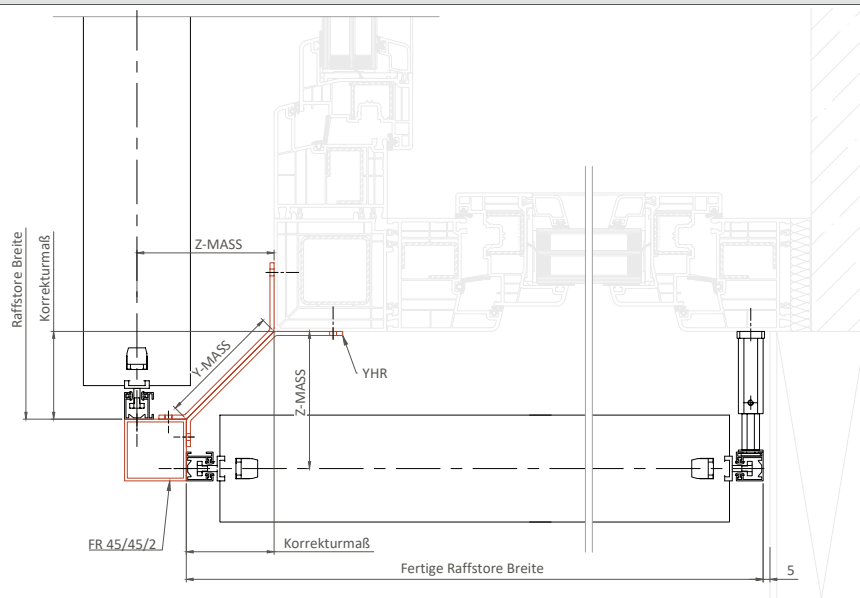 Z-MASS
Raffstore Breite
Korrekturmaß
Y-MASS
Z-MASS
YHR
FR 45/45/2
Korrekturmaß
Fertige Raffstore Breite
5